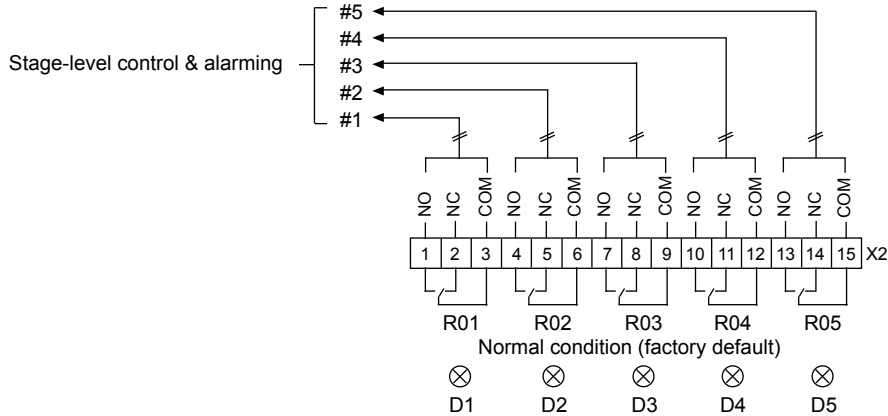 #5
#4
Stage-level control & alarming
#3
#2
#1
NO NC COM NO NC COM NO NC COM NO NC COM NO NC COM
1 2 3 4 5 6 7 8 9 10 11 12 13 14 15 X2
R01 R02 R03 R04 R05
Normal condition (factory default)
D1 D2 D3 D4 D5